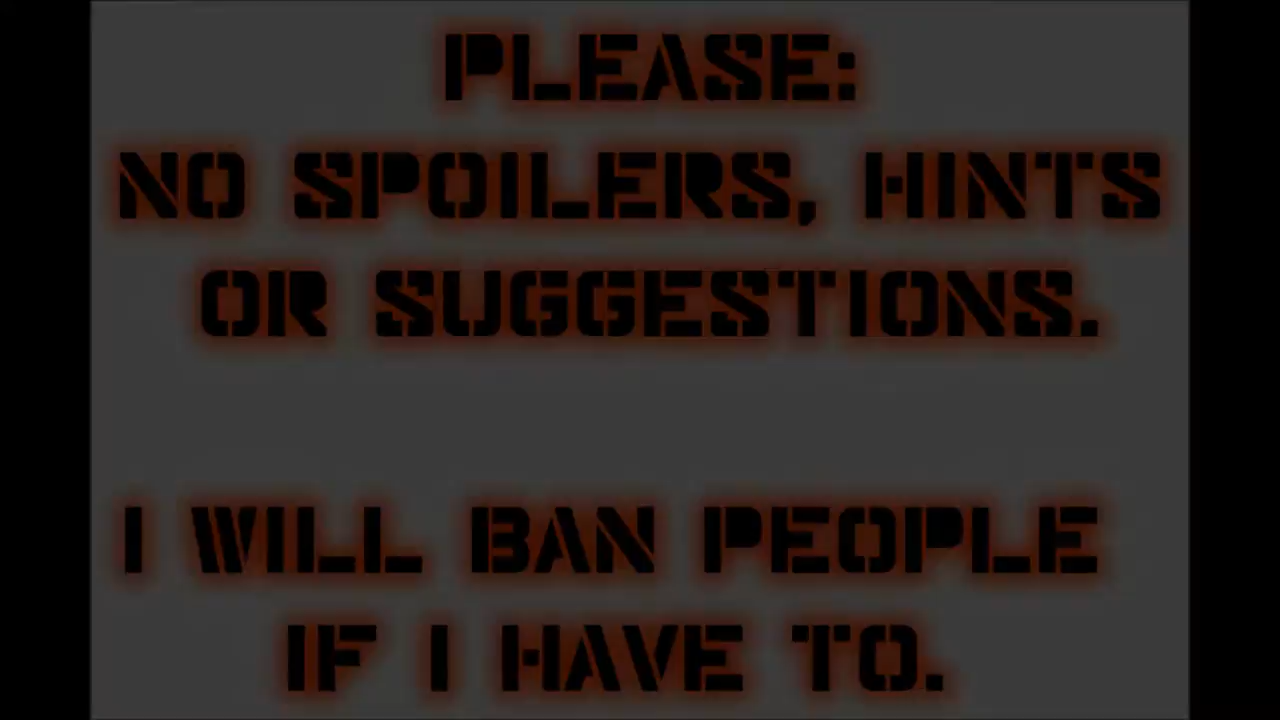 PLEASE:
NO SPOILERS, HINTS
OR SUGGESTIONS.
I WILL BAN PEOPLE
IF I HAVE TO.